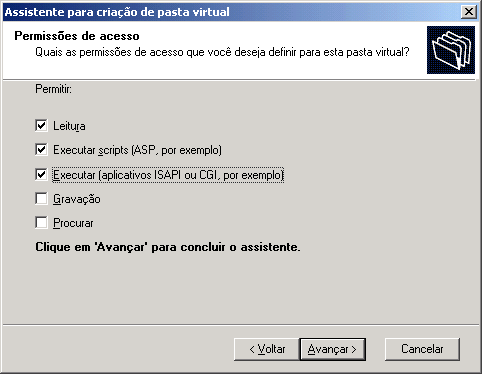 Assistente para criação de pasta virtual
Permissões de acesso
Quais as permissões de acesso que você deseja definir para esta pasta virtual?
Permitir:
Leitura
Executar scripts (ASP, por exemplo)
Executar (aplicativos ISAPI ou CGI, por exemplo)
Gravação
Procurar
Clique em 'Avançar' para concluir o assistente.
< Voltar
Avançar >
Cancelar